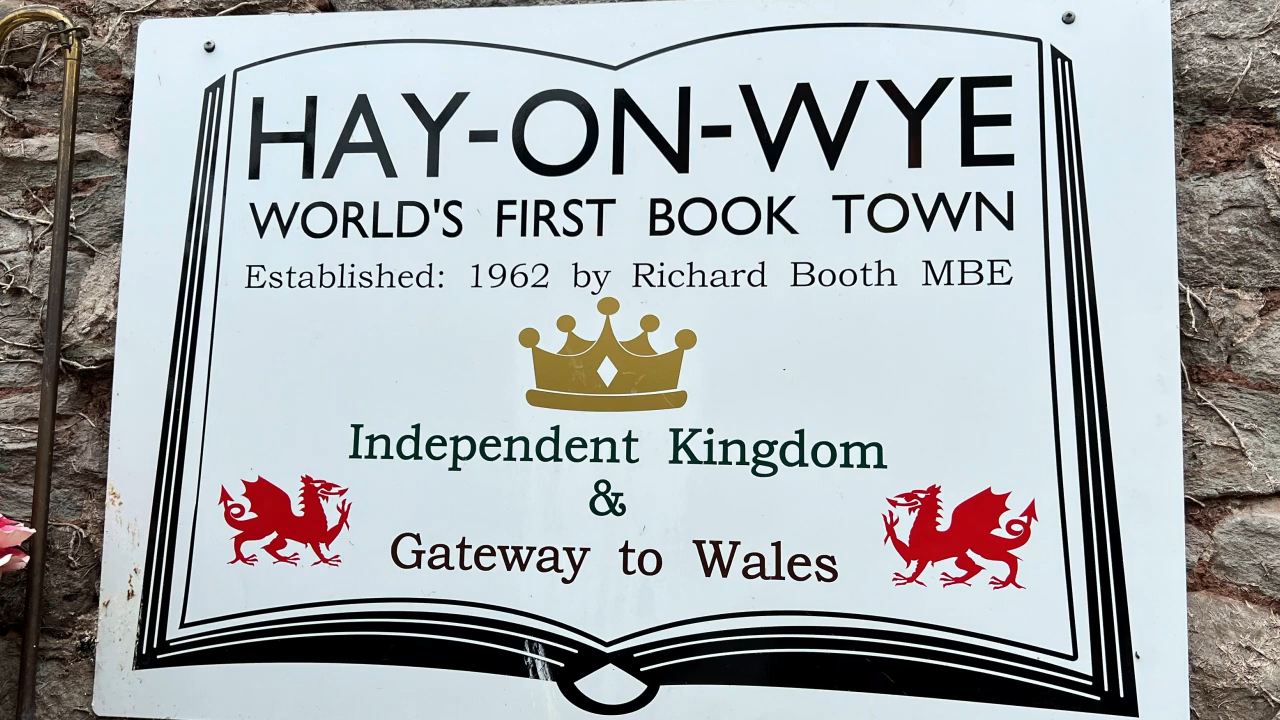 HAY-ON-WYE
WORLD'S FIRST BOOK TOWN
Established: 1962 by Richard Booth MBE
Independent Kingdom
&
Gateway to Wales